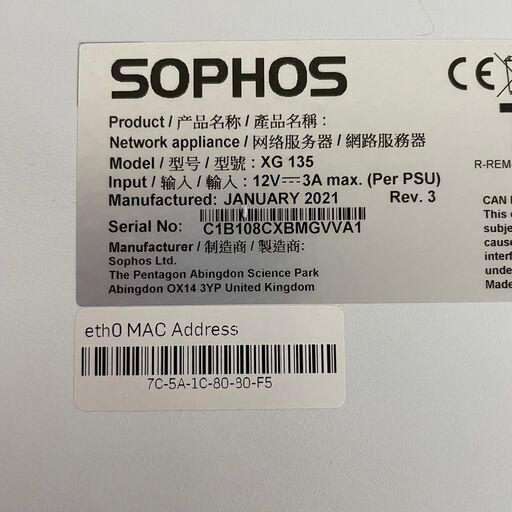 SOPHOS
CE
Product / 产品名称 / 產品名稱 :
Network appliance / 网络服务器 / 網路服務器
Model / 型号 / 型號 : XG 135
R-REM-
Input / 输入 / 輸入 : 12V⎓3A max. (Per PSU)
Manufactured: JANUARY 2021 Rev. 3
Serial No: C1B108CXBMGVVA1
Manufacturer / 制造商 / 製造商:
Sophos Ltd.
The Pentagon Abingdon Science Park
Abingdon OX14 3YP United Kingdom
CAN I
This d
subje
cause
interf
unde
Made
eth0 MAC Address
7C-5A-1C-80-80-F5